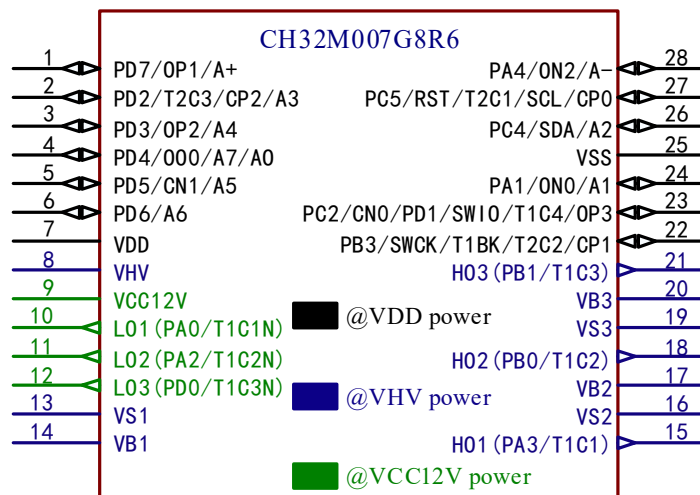 CH32M007G8R6
1 PD7/OP1/A+ PA4/ON2/A- 28
2 PD2/T2C3/CP2/A3 PC5/RST/T2C1/SCL/CP0 27
3 PD3/OP2/A4 PC4/SDA/A2 26
4 PD4/OO0/A7/A0 VSS 25
5 PD5/CN1/A5 PA1/ON0/A1 24
6 PD6/A6 PC2/CN0/PD1/SWIO/T1C4/OP3 23
7 VDD PB3/SWCK/T1BK/T2C2/CP1 22
8 VHV HO3(PB1/T1C3) 21
9 VCC12V VB3 20
10 LO1(PA0/T1C1N) @VDD power VS3 19
11 LO2(PA2/T1C2N) HO2(PB0/T1C2) 18
12 LO3(PD0/T1C3N) @VHV power VB2 17
13 VS1 VS2 16
14 VB1 HO1(PA3/T1C1) 15
@VCC12V power